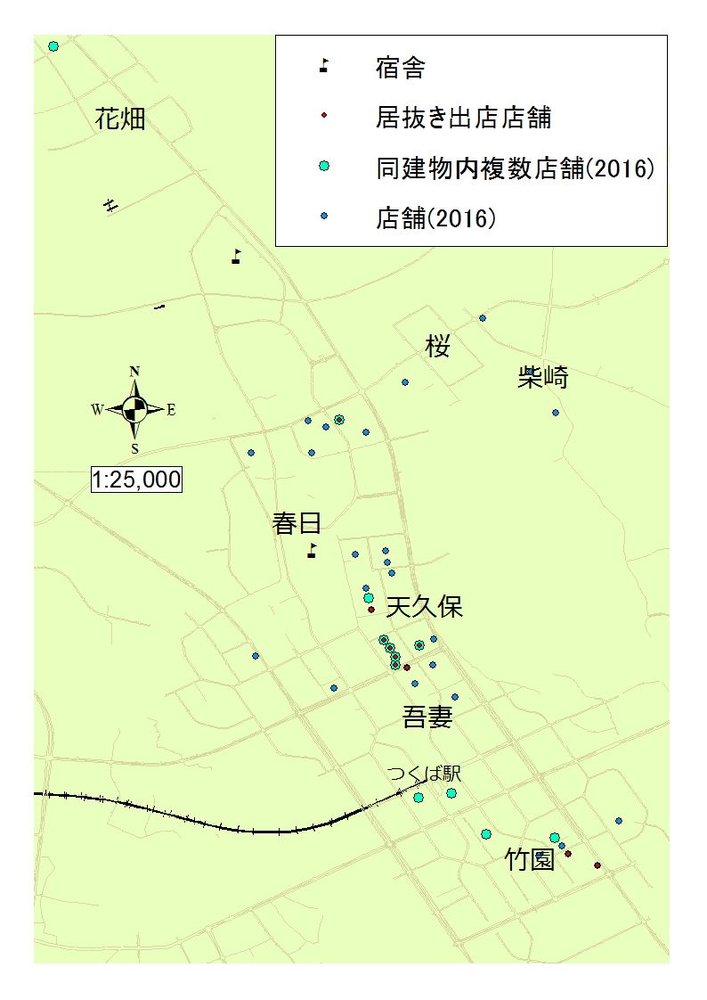 宿舎
居抜き出店店舗
同建物内複数店舗(2016)
店舗(2016)
花畑
桜
柴崎
N
W E
S
1:25,000
春日
天久保
吾妻
つくば駅
竹園